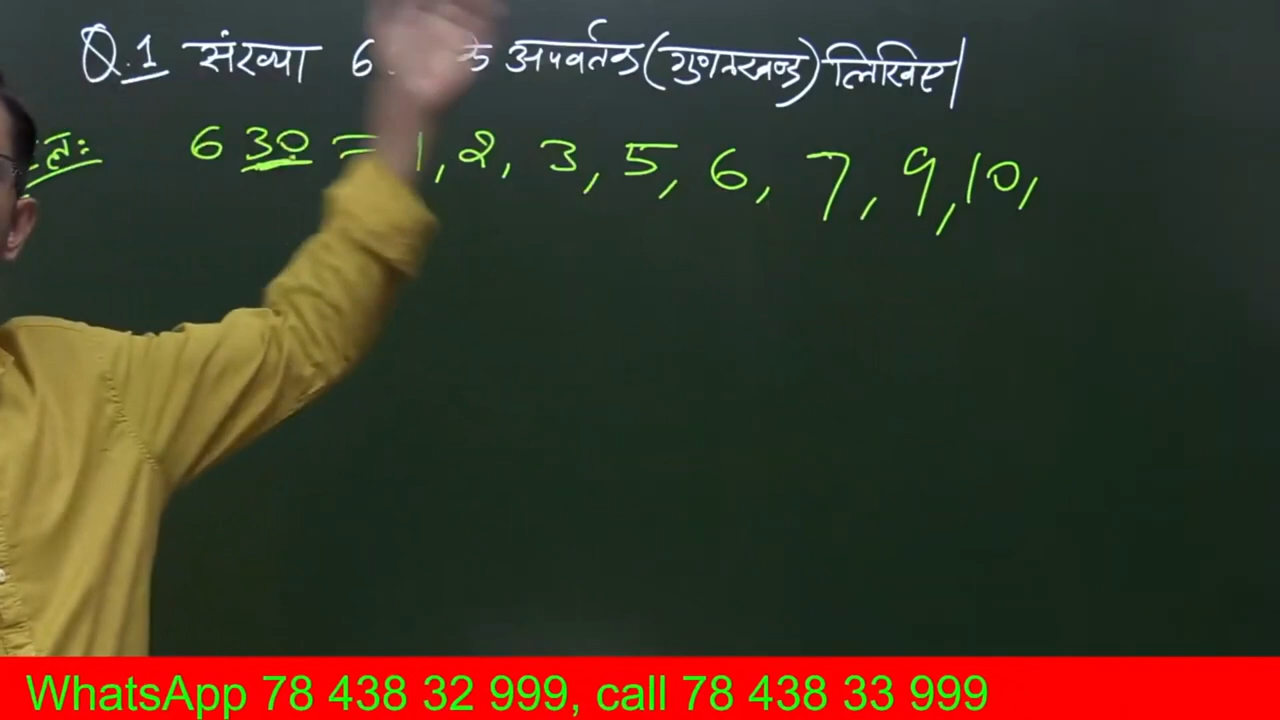 Q.1 संख्या 6 के अपवर्तक (गुणनखण्ड) लिखिए|
630 = 1, 2, 3, 5, 6, 7, 9, 10,
WhatsApp 78 438 32 999, call 78 438 33 999